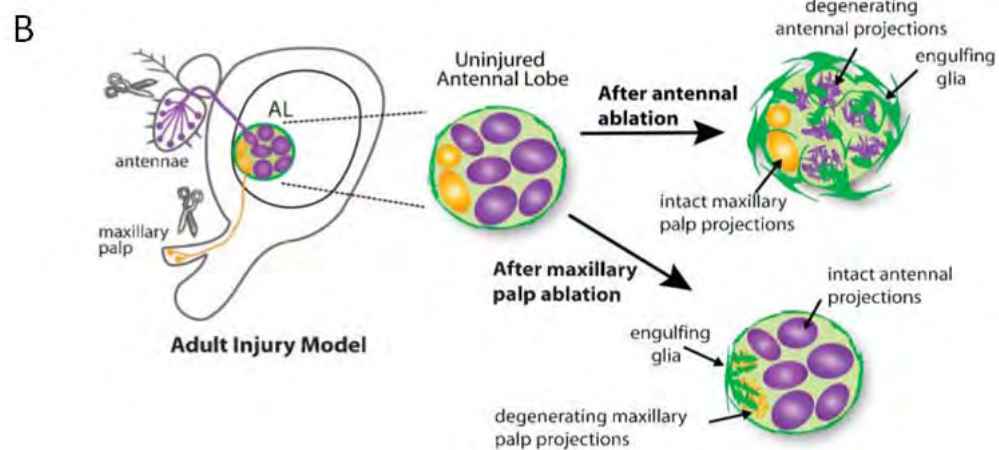 B
degenerating
antennal projections
engulfing
glia
Uninjured
Antennal Lobe
After antennal
ablation
AL
antennae
intact maxillary
palp projections
maxillary
palp
After maxillary
palp ablation
intact antennal
projections
engulfing
glia
Adult Injury Model
degenerating maxillary
palp projections